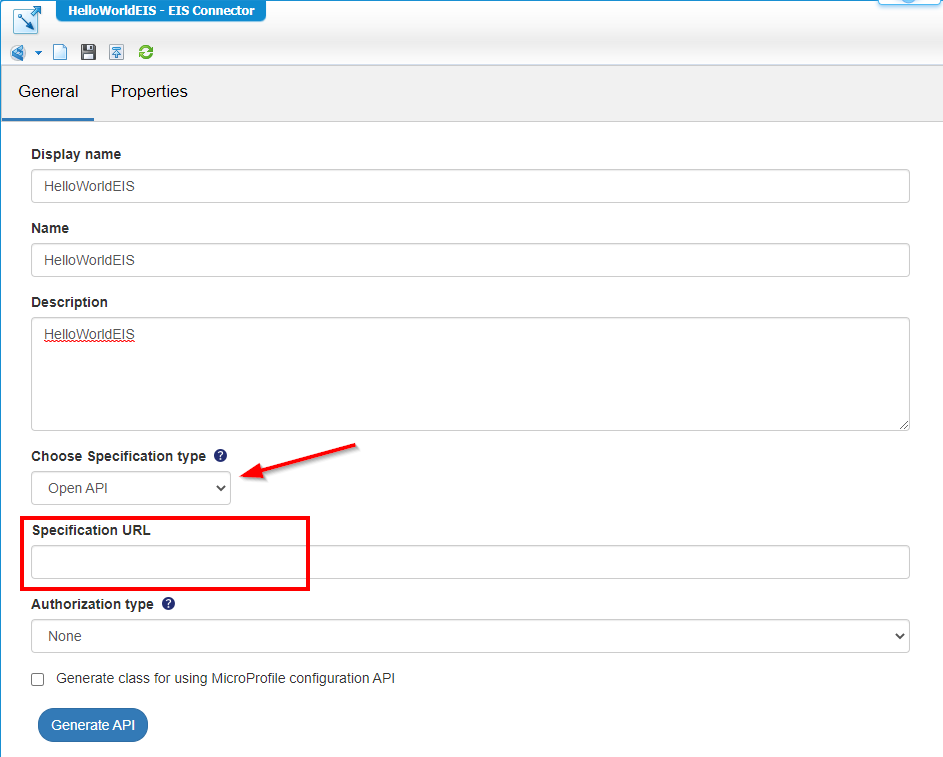 HelloWorldEIS - EIS Connector
General Properties
Display name
HelloWorldEIS
Name
HelloWorldEIS
Description
HelloWorldEIS
Choose Specification type ?
Open API
Specification URL
Authorization type ?
None
Generate class for using MicroProfile configuration API
Generate API